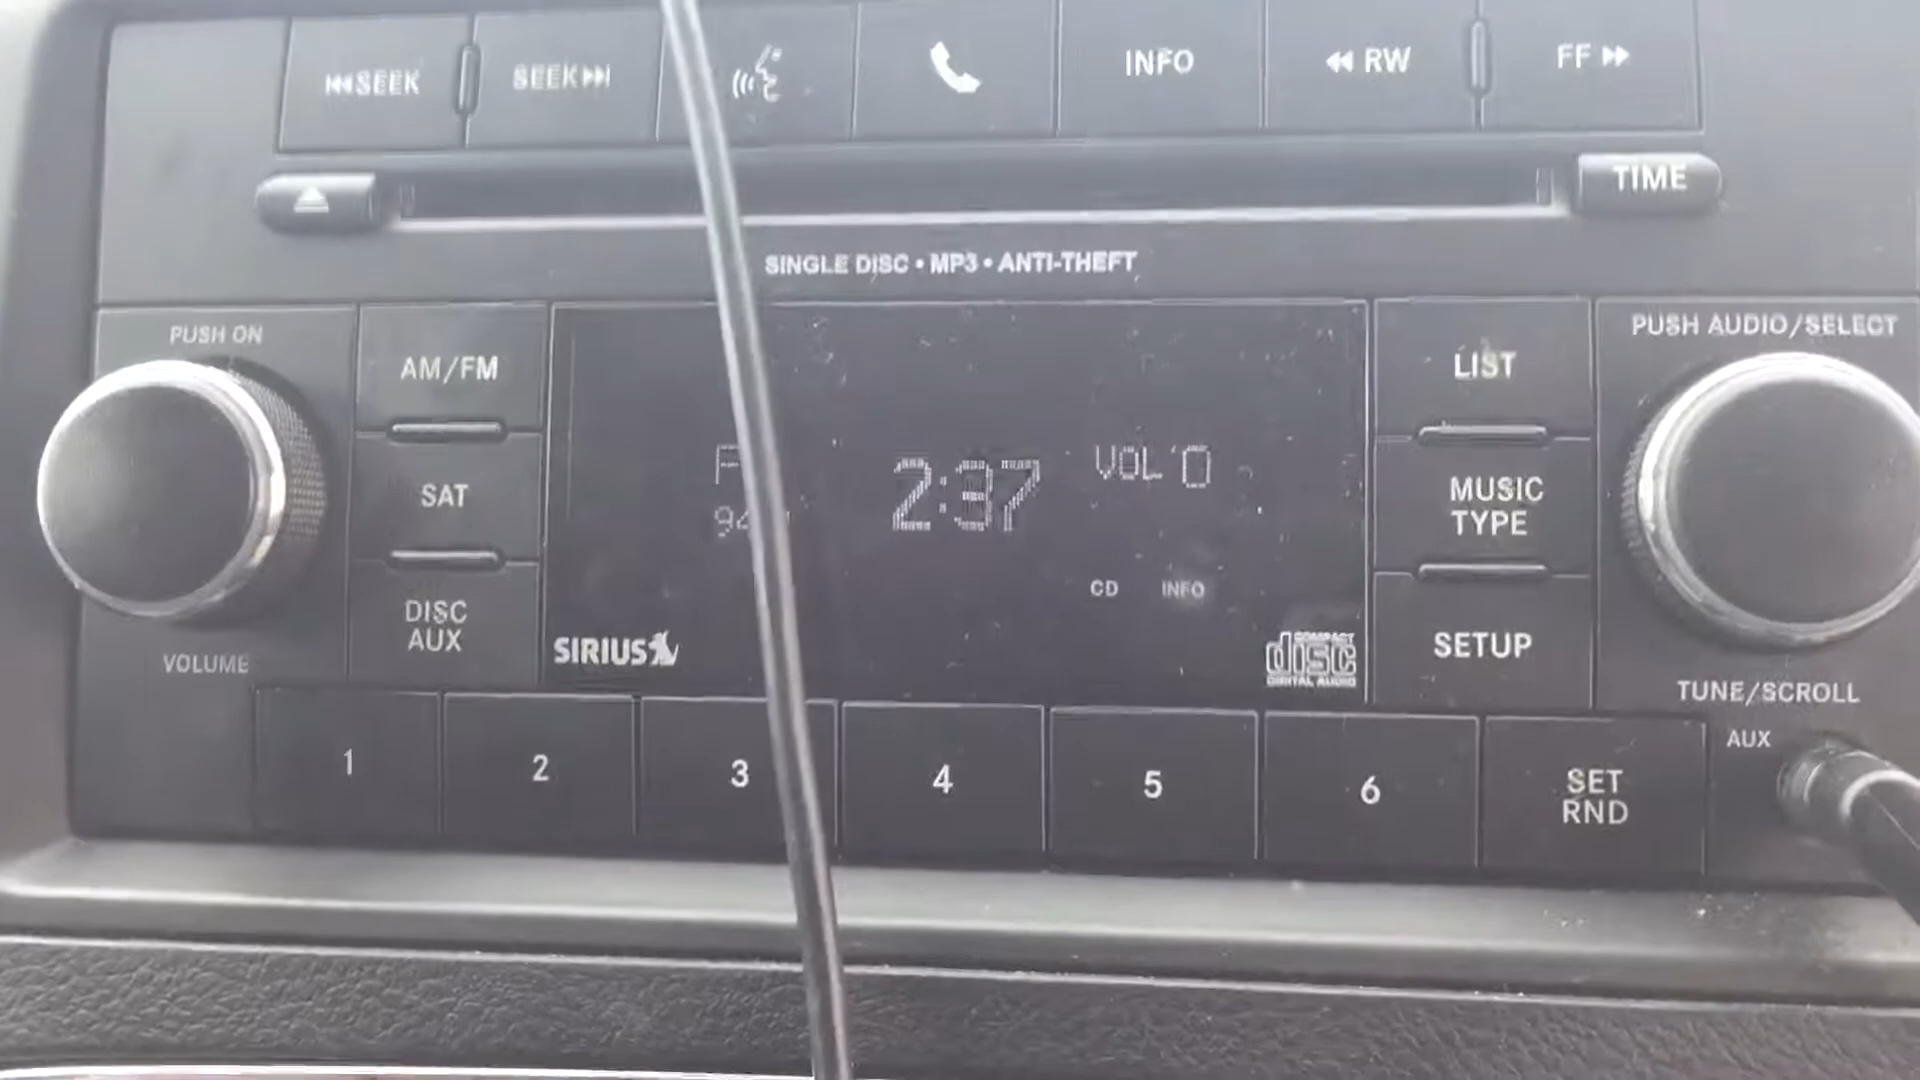 SEEK
SEEK
INFO
RW
FF
TIME
SINGLE DISC • MP3 • ANTI-THEFT
PUSH ON
AM/FM
LIST
PUSH AUDIO/SELECT
2:37
VOL 0
SAT
MUSIC
TYPE
CD INFO
DISC
AUX
SIRIUS
COMPACT
disc
DIGITAL AUDIO
SETUP
VOLUME
TUNE/SCROLL
AUX
1
2
3
4
5
6
SET
RND